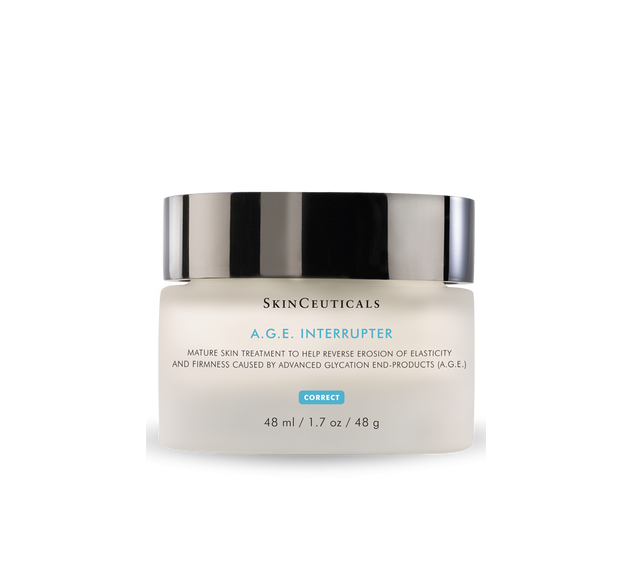 SKINCEUTICALS
A.G.E. INTERRUPTER
MATURE SKIN TREATMENT TO HELP REVERSE EROSION OF ELASTICITY
AND FIRMNESS CAUSED BY ADVANCED GLYCATION END-PRODUCTS (A.G.E.)
CORRECT
48 ml / 1.7 oz / 48 g